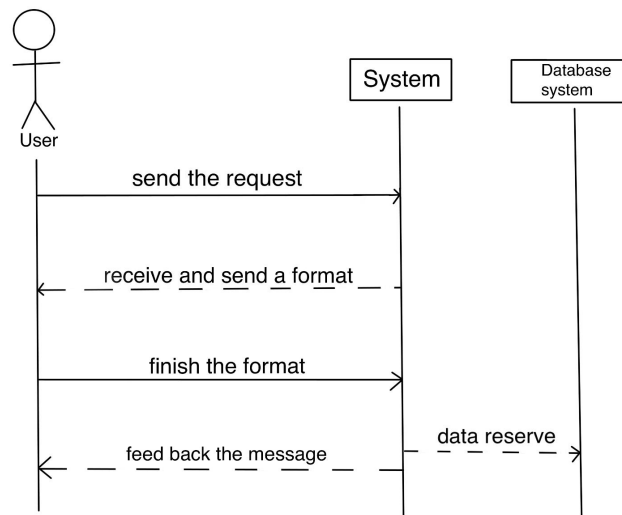 System
Database
system
User
send the request
receive and send a format
finish the format
data reserve
feed back the message